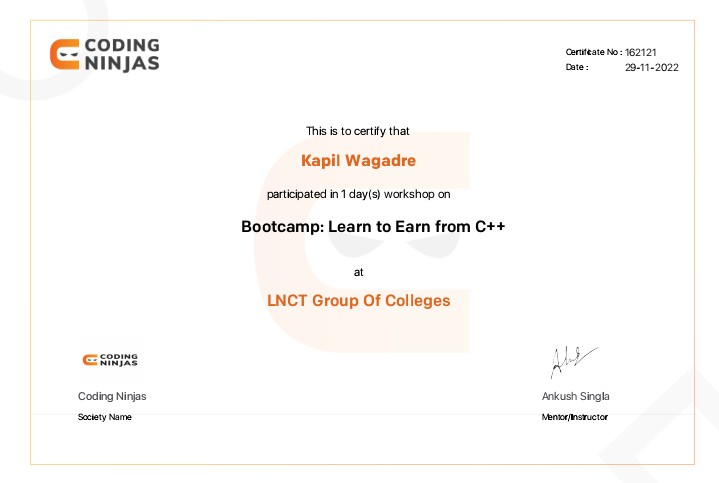 CODING
NINJAS
Certificate No : 162121
Date : 29-11-2022
This is to certify that
Kapil Wagadre
participated in 1 day(s) workshop on
Bootcamp: Learn to Earn from C++
at
LNCT Group Of Colleges
CODING
NINJAS
Coding Ninjas
Ankush Singla
Society Name
Mentor/Instructor